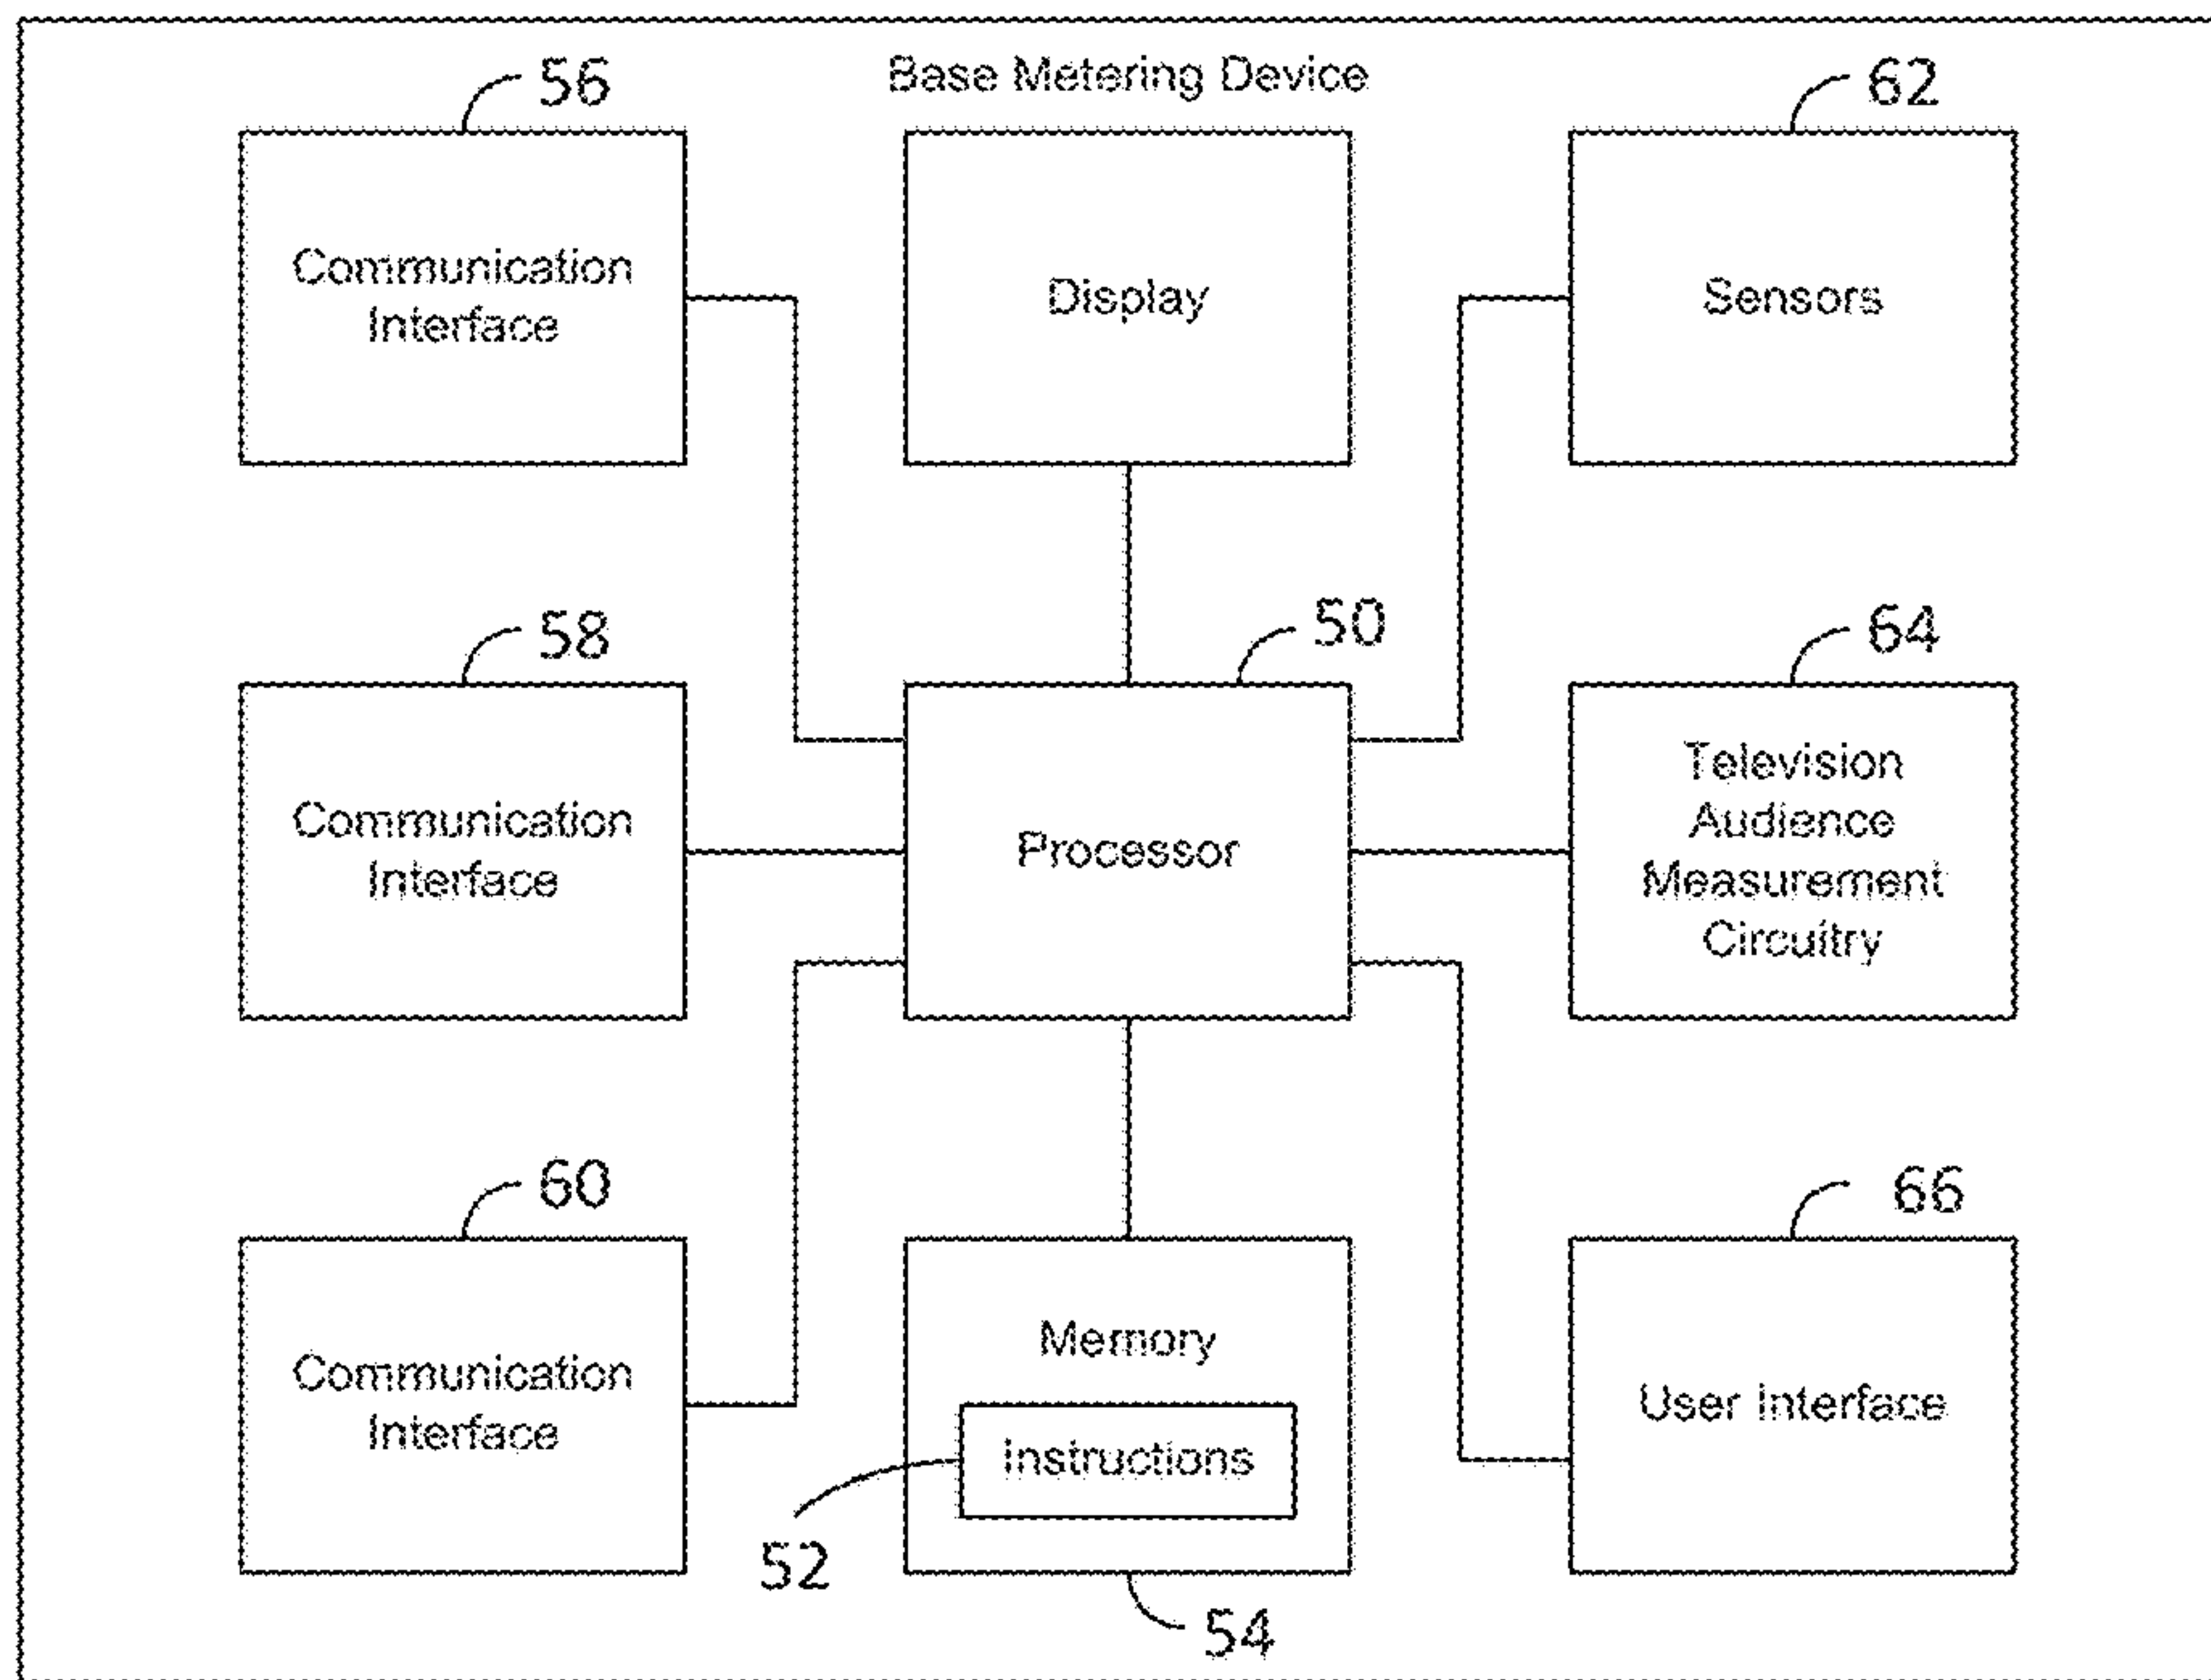 Base Metering Device
56
62
Communication
Interface
Display
Sensors
58
50
64
Communication
Interface
Processor
Television
Audience
Measurement
Circuitry
60
66
Communication
Interface
Memory
Instructions
User Interface
52
54